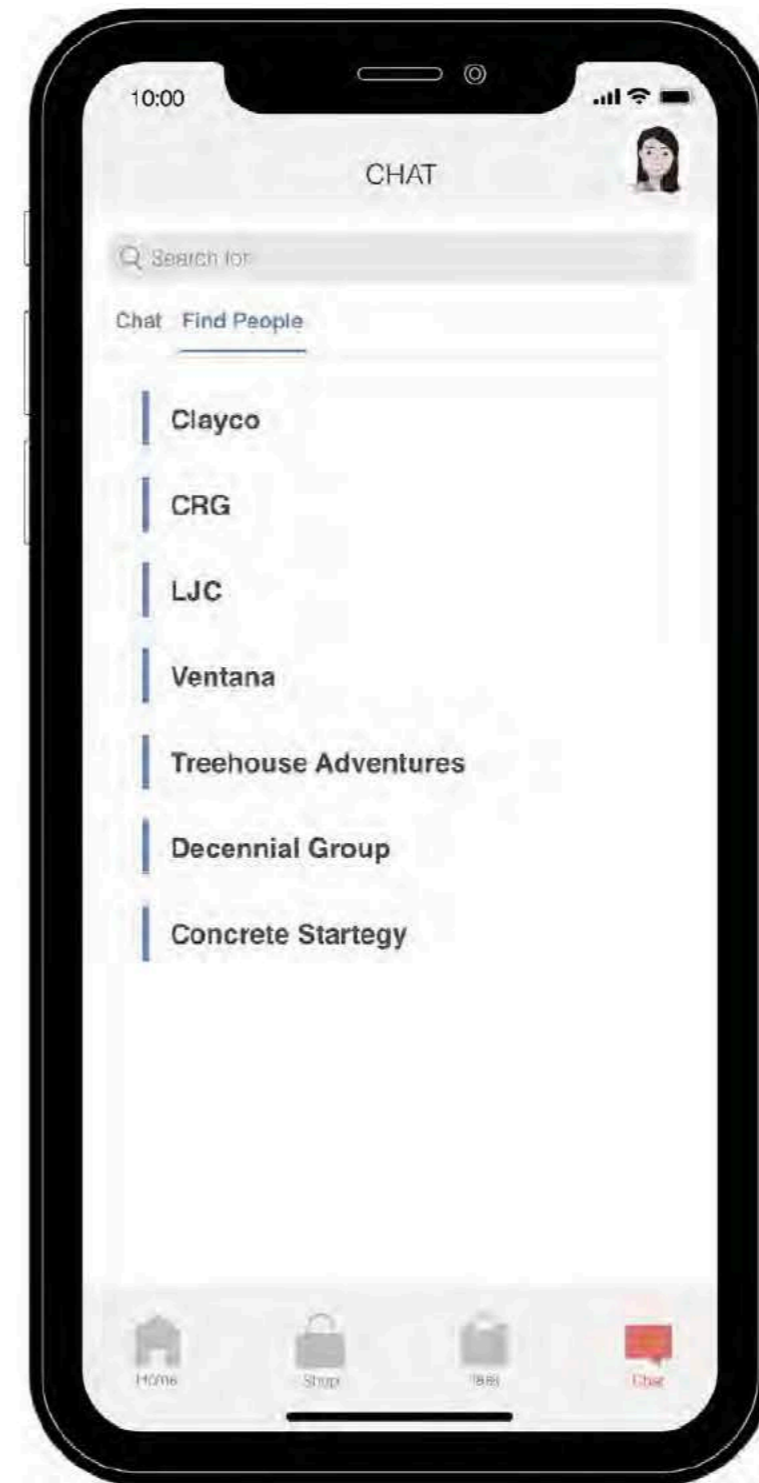 10:00
CHAT
Search for
Chat Find People
Clayco
CRG
LJC
Ventana
Treehouse Adventures
Decennial Group
Concrete Startegy
Home
Shop
Chat